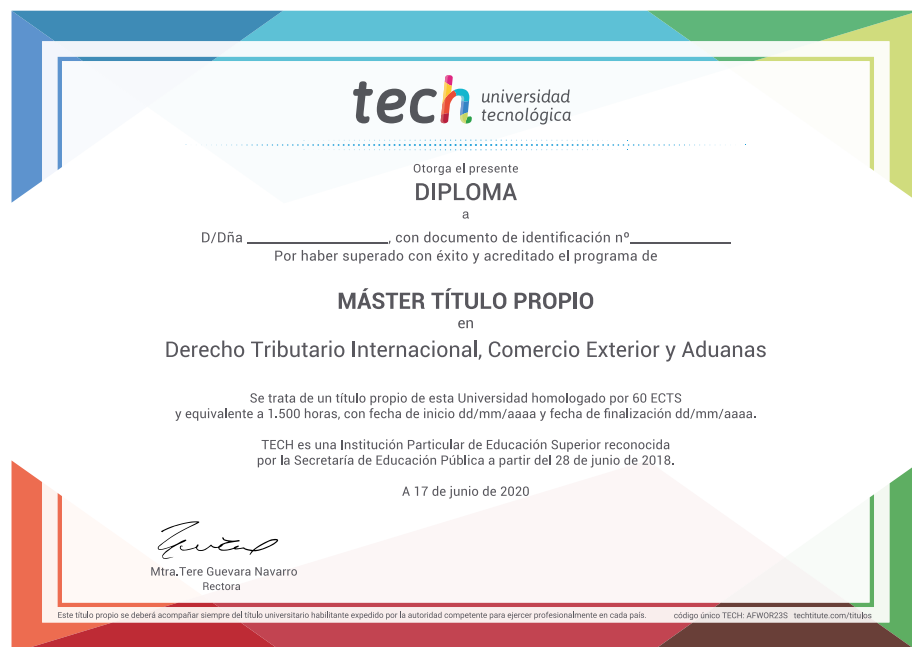 tech universidad
tecnológica
Otorga el presente
DIPLOMA
a
D/Dña ________________, con documento de identificación nº____________
Por haber superado con éxito y acreditado el programa de
MÁSTER TÍTULO PROPIO
en
Derecho Tributario Internacional, Comercio Exterior y Aduanas
Se trata de un título propio de esta Universidad homologado por 60 ECTS
y equivalente a 1.500 horas, con fecha de inicio dd/mm/aaaa y fecha de finalización dd/mm/aaaa.
TECH es una Institución Particular de Educación Superior reconocida
por la Secretaría de Educación Pública a partir del 28 de junio de 2018.
A 17 de junio de 2020
Mtra.Tere Guevara Navarro
Rectora
Este título propio se deberá acompañar siempre del título universitario habilitante expedido por la autoridad competente para ejercer profesionalmente en cada país. código único TECH: AFWOR23S techtitute.com/titulos